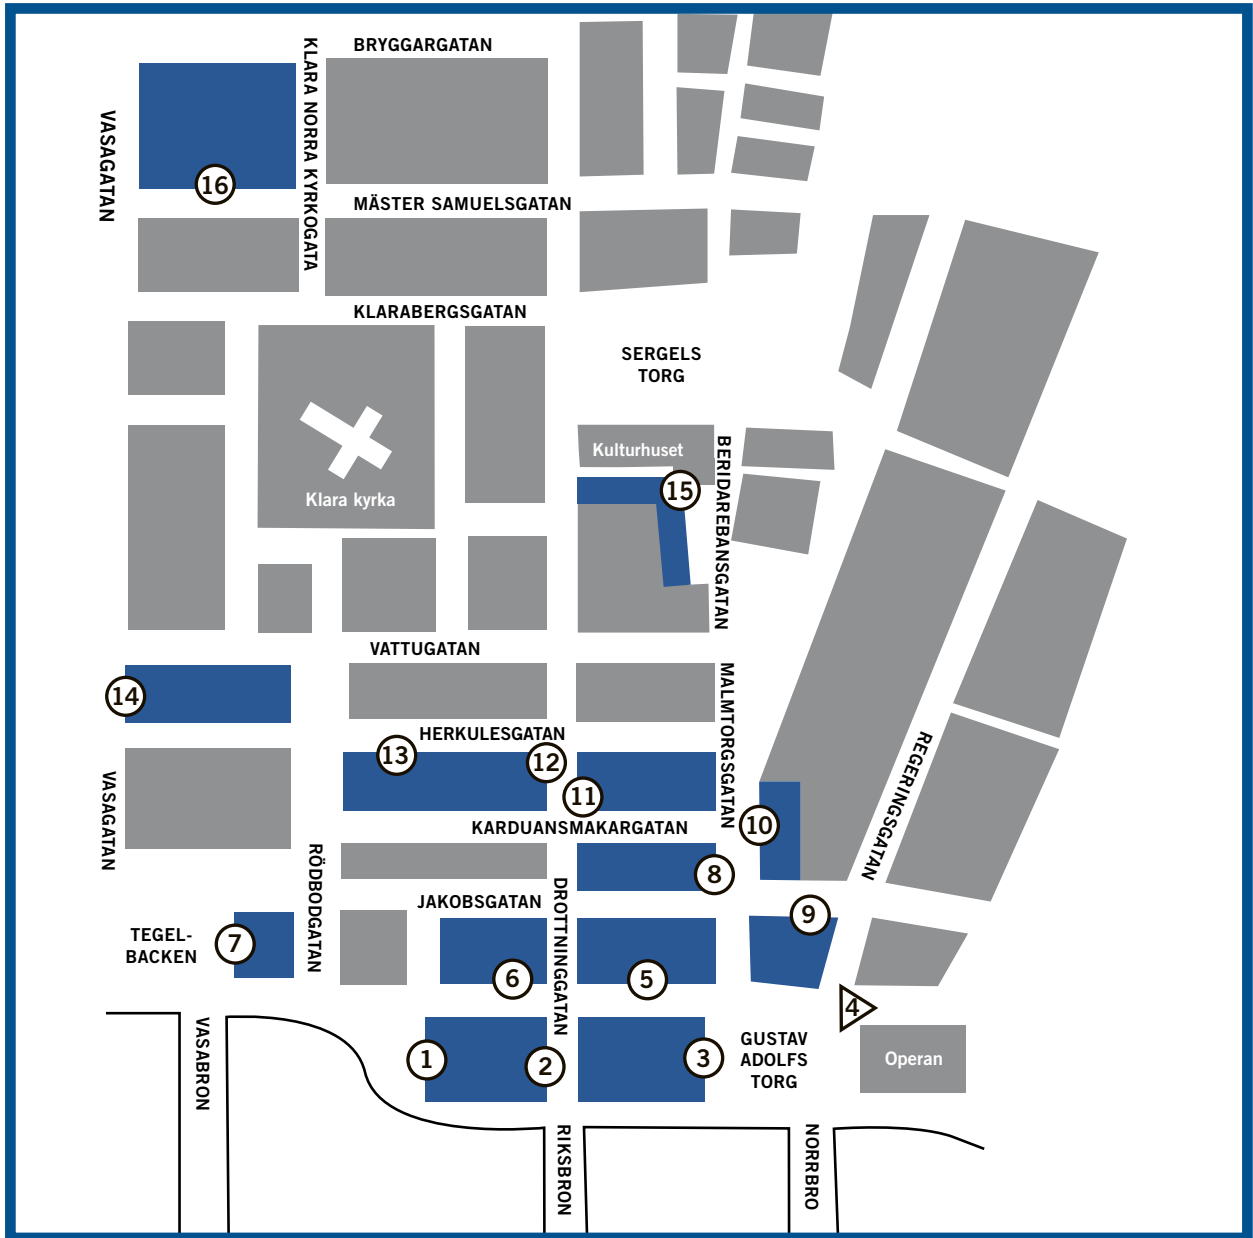 BRYGGARGATAN
KLARA NORRA KYRKOGATA
VASAGATAN
16
MÄSTER SAMUELSGATAN
KLARABERGSGATAN
SERGELS
TORG
Kulturhuset
BERIDAREBANSGATAN
15
Klara kyrka
VATTUGATAN
14
MALMTORGSGATAN
HERKULESGATAN
13
12
11
REGERINGSGATAN
VASAGATAN
10
KARDUANSMAKARGATAN
RÖDBODGATAN
8
DROTTNINGGATAN
JAKOBSGATAN
9
TEGEL-
BACKEN
7
6
5
4
VASABRON
1
2
3
GUSTAV
ADOLFS
TORG
Operan
RIKSBRON
NORRBRO